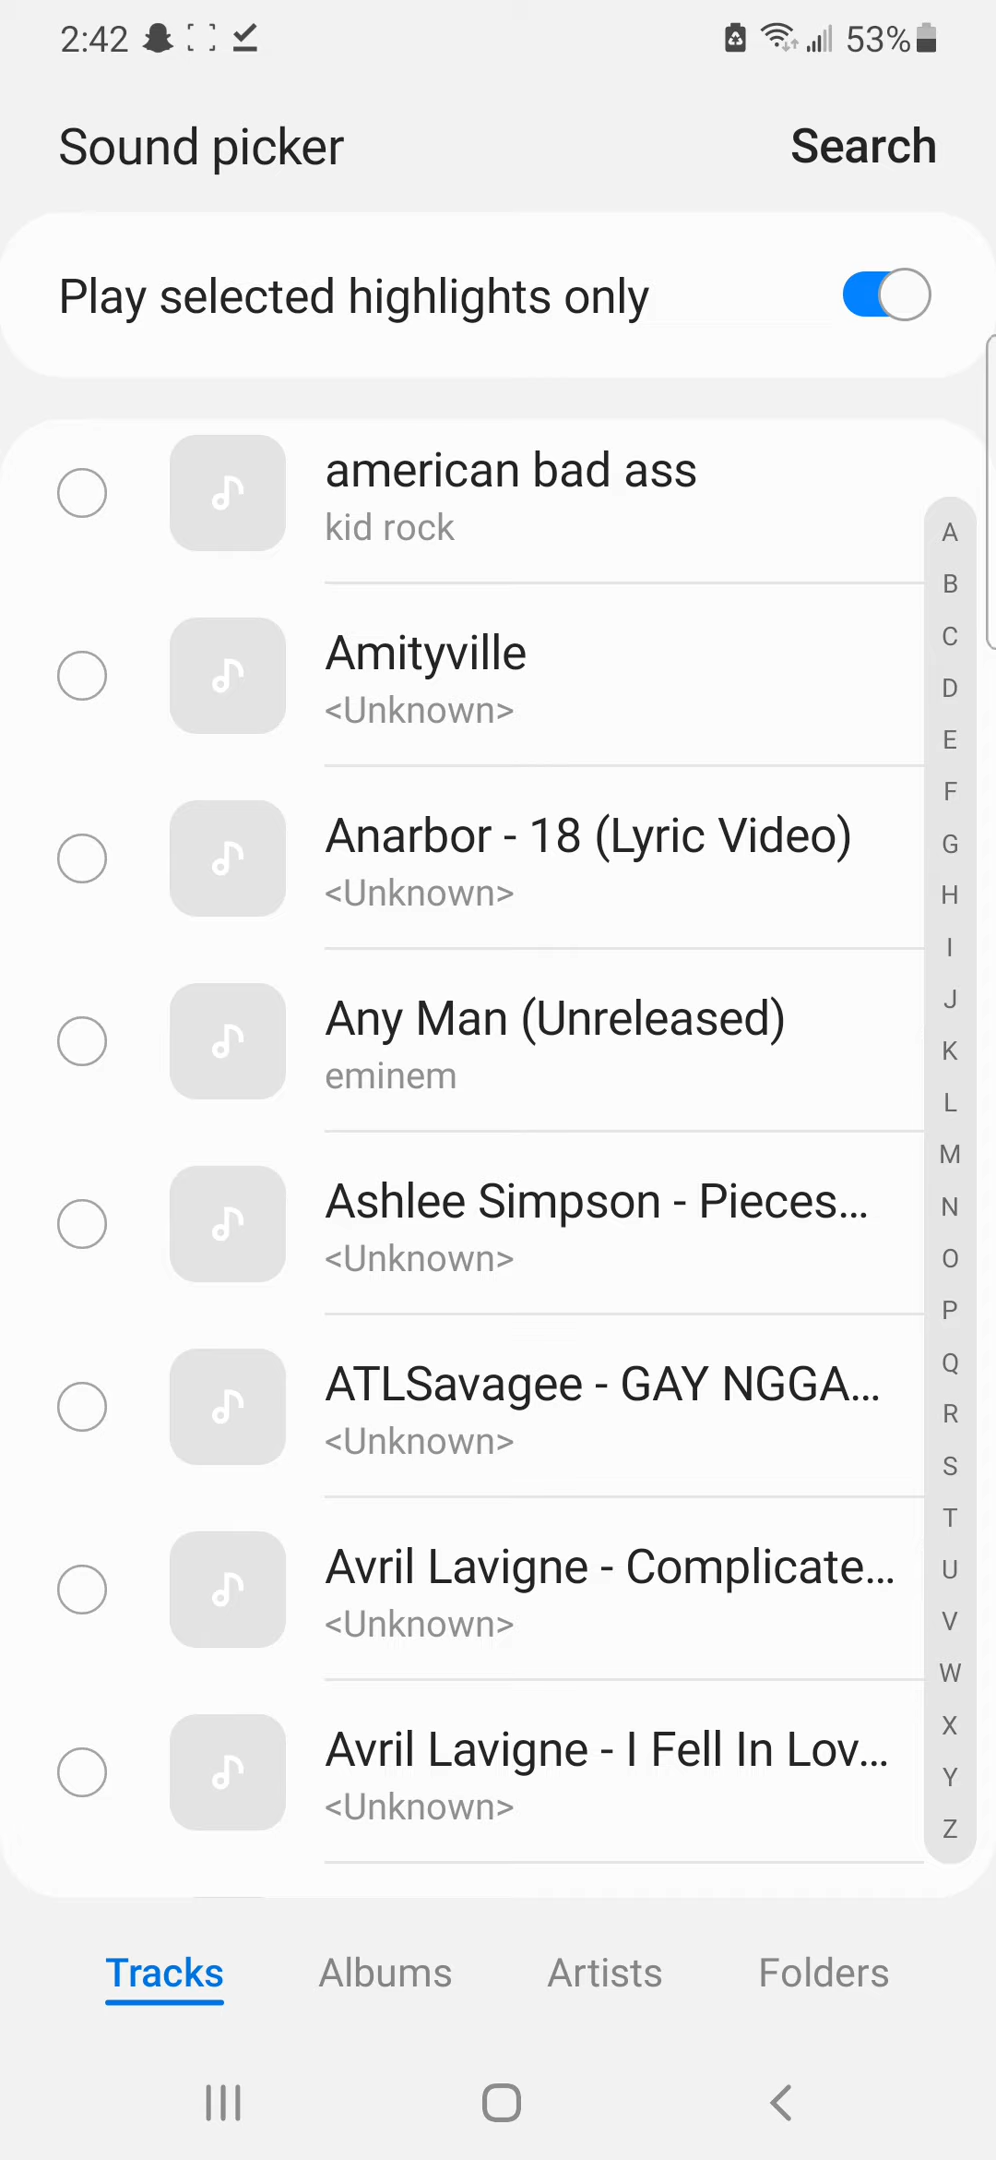 2:42 53%
Sound picker Search
Play selected highlights only
american bad ass
kid rock
Amityville
<Unknown>
Anarbor - 18 (Lyric Video)
<Unknown>
Any Man (Unreleased)
eminem
Ashlee Simpson - Pieces...
<Unknown>
ATLSavagee - GAY NGGA...
<Unknown>
Avril Lavigne - Complicate...
<Unknown>
Avril Lavigne - I Fell In Lov...
<Unknown>
A
B
C
D
E
F
G
H
I
J
K
L
M
N
O
P
Q
R
S
T
U
V
W
X
Y
Z
Tracks Albums Artists Folders